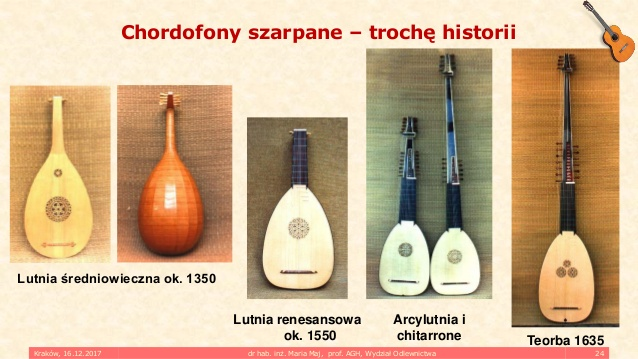 Chordofony szarpane – trochę historii
Lutnia średniowieczna ok. 1350
Lutnia renesansowa
ok. 1550
Arcylutnia i
chitarrone
Teorba 1635
Kraków, 16.12.2017
dr hab. inż. Maria Maj, prof. AGH, Wydział Odlewnictwa
24